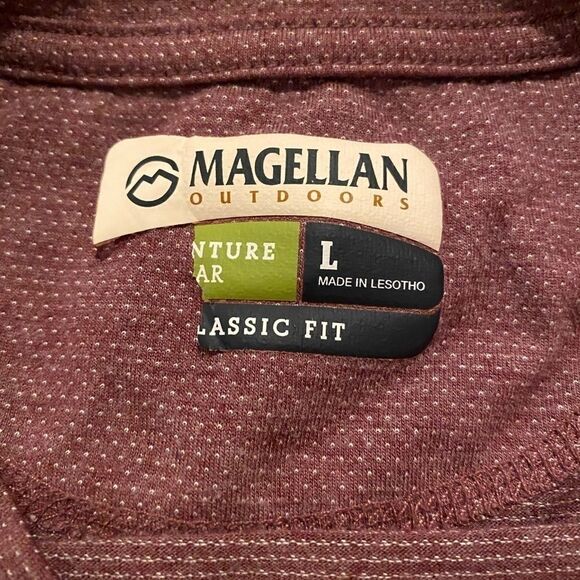 MAGELLAN
OUTDOORS
NTURE
AR
L
MADE IN LESOTHO
LASSIC FIT